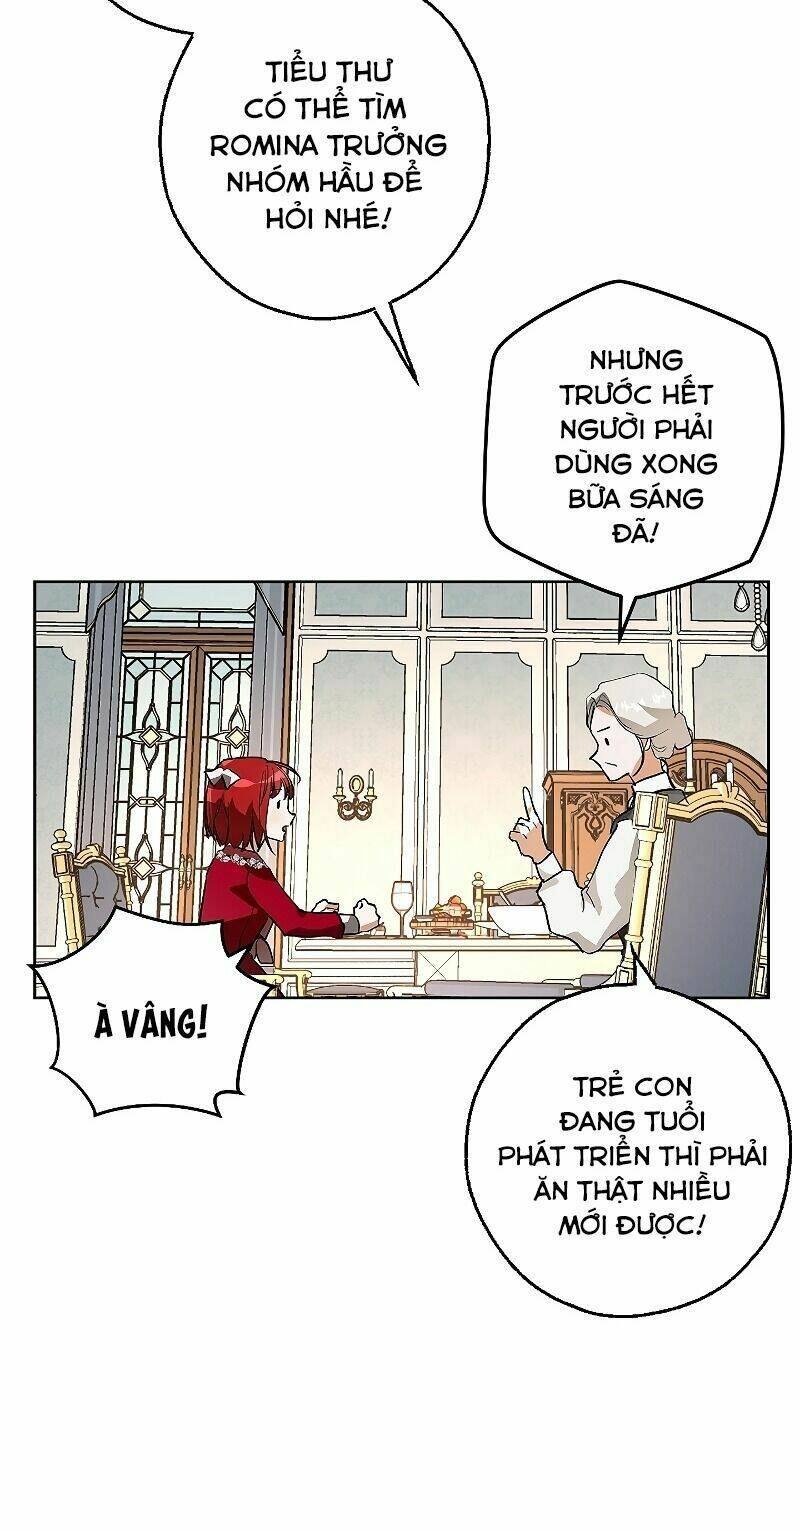 TIỂU THƯ
CÓ THỂ TÌM
ROMINA TRƯỞNG
NHÓM HẦU ĐỂ
HỎI NHÉ!
NHƯNG
TRƯỚC HẾT
NGƯỜI PHẢI
DÙNG XONG
BỮA SÁNG
ĐÃ!
À VÂNG!
TRẺ CON
ĐANG TUỔI
PHÁT TRIỂN THÌ PHẢI
ĂN THẬT NHIỀU
MỚI ĐƯỢC!